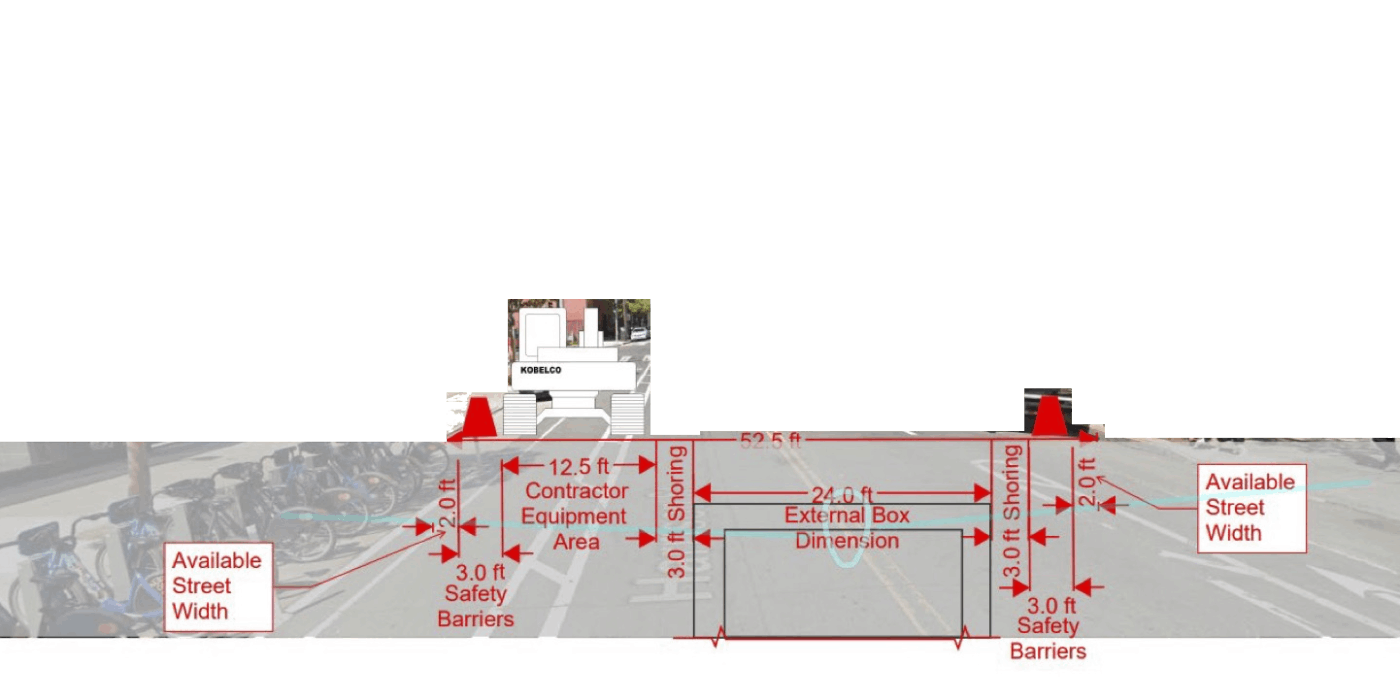 KOBELCO
52.5 ft
12.5 ft
Contractor
Equipment
Area
3.0 ft Shoring
24.0 ft
External Box
Dimension
3.0 ft Shoring
2.0 ft
2.0 ft
Available
Street
Width
Available
Street
Width
3.0 ft
Safety
Barriers
3.0 ft
Safety
Barriers